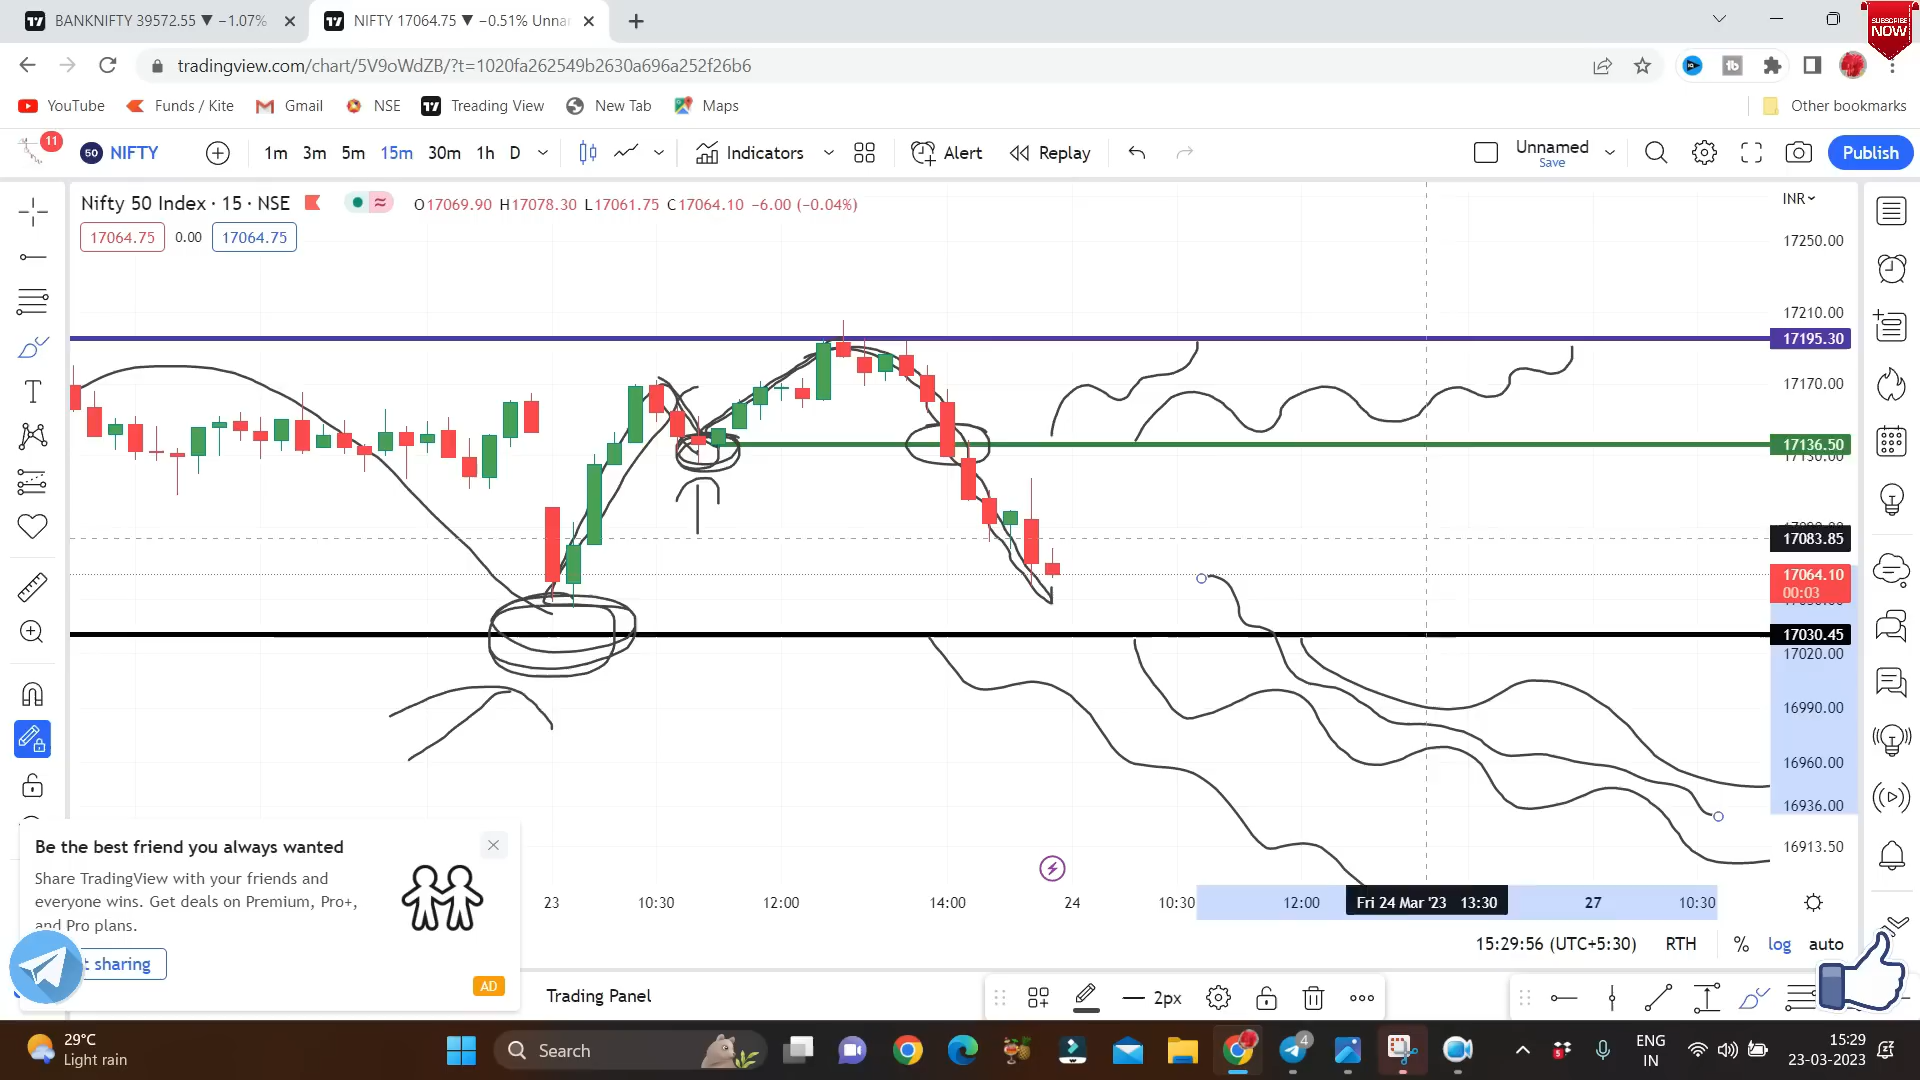 BANKNIFTY 39572.55 ▼ −1.07%
NIFTY 17064.75 ▼ −0.51% Unna
SUBSCRIBE
NOW
tradingview.com/chart/5V9oWdZB/?t=1020fa262549b2630a696a252f26b6
YouTube Funds / Kite Gmail NSE Treading View New Tab Maps Other bookmarks
11 50 NIFTY 1m 3m 5m 15m 30m 1h D Indicators Alert Replay Unnamed Publish
Save
Nifty 50 Index · 15 · NSE O17069.90 H17078.30 L17061.75 C17064.10 −6.00 (−0.04%)
INR
17064.75 0.00 17064.75
17250.00
17210.00
17195.30
17170.00
17136.50
17130.00
17083.85
17064.10
00:03
17030.45
17020.00
16990.00
16960.00
16936.00
16913.50
Be the best friend you always wanted
Share TradingView with your friends and
everyone wins. Get deals on Premium, Pro+,
and Pro plans.
t sharing
AD
23 10:30 12:00 14:00 24 10:30 12:00 Fri 24 Mar '23 13:30 27 10:30
15:29:56 (UTC+5:30) RTH % log auto
Trading Panel
2px
29°C
Light rain
Search
4
ENG
IN
15:29
23-03-2023